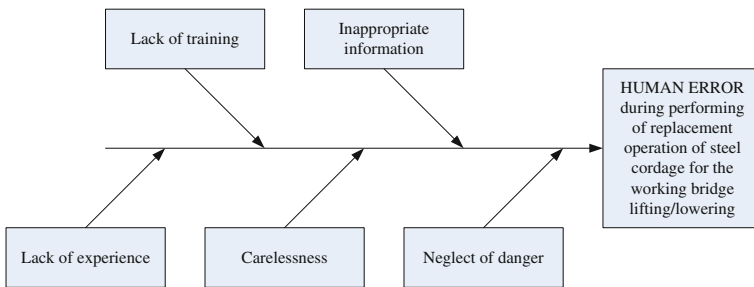 Lack of training
Inappropriate
information
HUMAN ERROR
during performing
of replacement
operation of steel
cordage for the
working bridge
lifting/lowering
Lack of experience
Carelessness
Neglect of danger